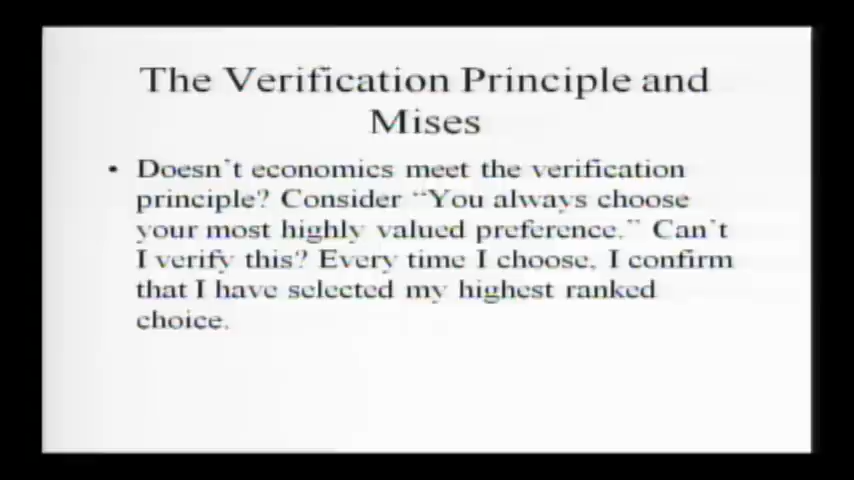 The Verification Principle and
Mises
• Doesn't economics meet the verification
principle? Consider “You always choose
your most highly valued preference.” Can't
I verify this? Every time I choose, I confirm
that I have selected my highest ranked
choice.